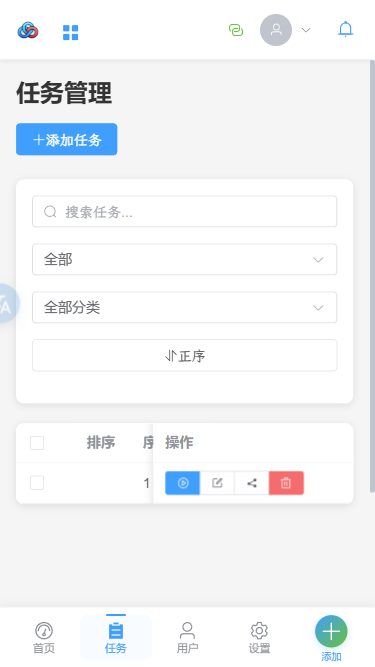 任务管理
添加任务
搜索任务...
全部
全部分类
正序
排序 操作
1
首页 任务 用户 设置 添加